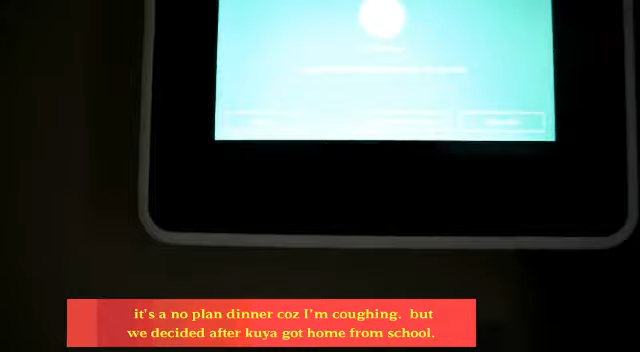 it's a no plan dinner coz I'm coughing.  but
we decided after kuya got home from school.